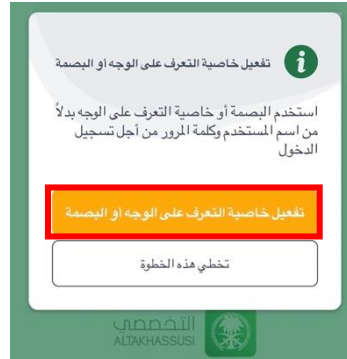 تفعيل خاصية التعرف على الوجه أو البصمة
استخدم البصمة أو خاصية التعرف على الوجه بدلاً
من اسم المستخدم وكلمة المرور من أجل تسجيل
الدخول
تفعيل خاصية التعرف على الوجه أو البصمة
تخطي هذه الخطوة
التخصصي
ALTAKHASSUSI